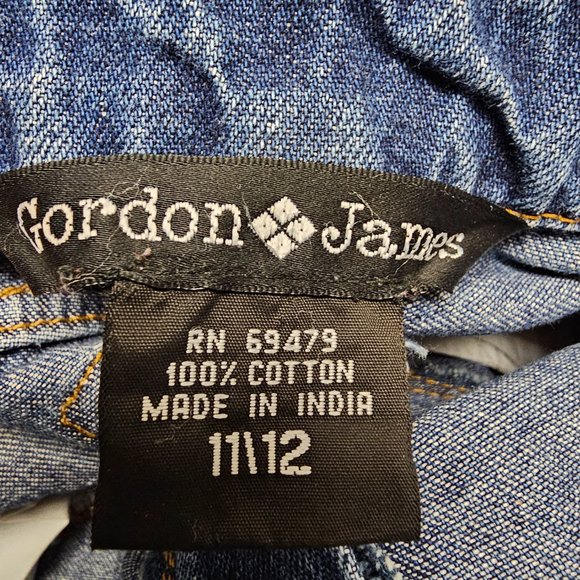 Gordon James
RN 69479
100% COTTON
MADE IN INDIA
11\12